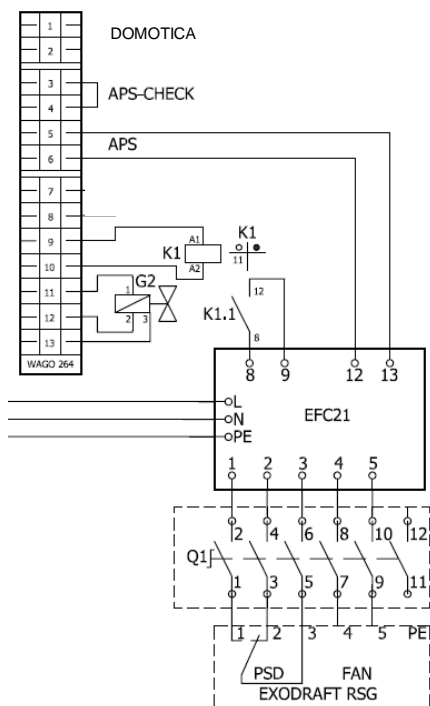 1 DOMOTICA
2
3
4 APS-CHECK
5
6 APS
7
8
9
10
11
12
13
WAGO 264
A1
K1
A2
K1
11
G2
1
2 3
12
K1.1
8
8 9 12 13
L
N
PE
EFC21
1 2 3 4 5
2 4 6 8 10 12
Q1
1 3 5 7 9 11
1 2 3 4 5 PE
PSD FAN
EXODRAFT RSG